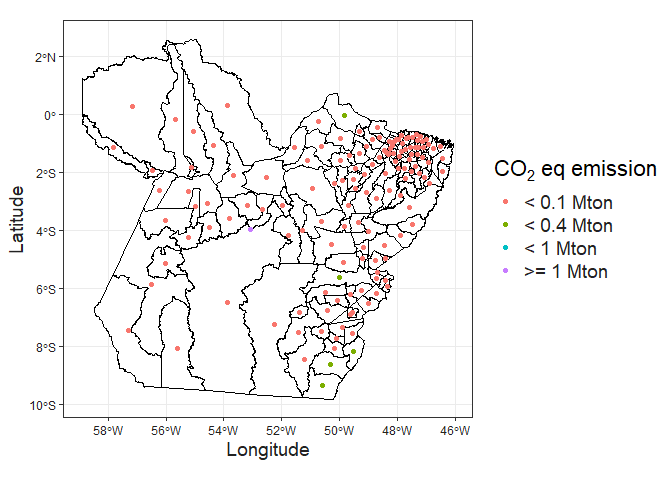 CO₂ eq emission
< 0.1 Mton
< 0.4 Mton
< 1 Mton
>= 1 Mton
Latitude
2°N
0°
2°S
4°S
6°S
8°S
10°S
58°W 56°W 54°W 52°W 50°W 48°W 46°W
Longitude